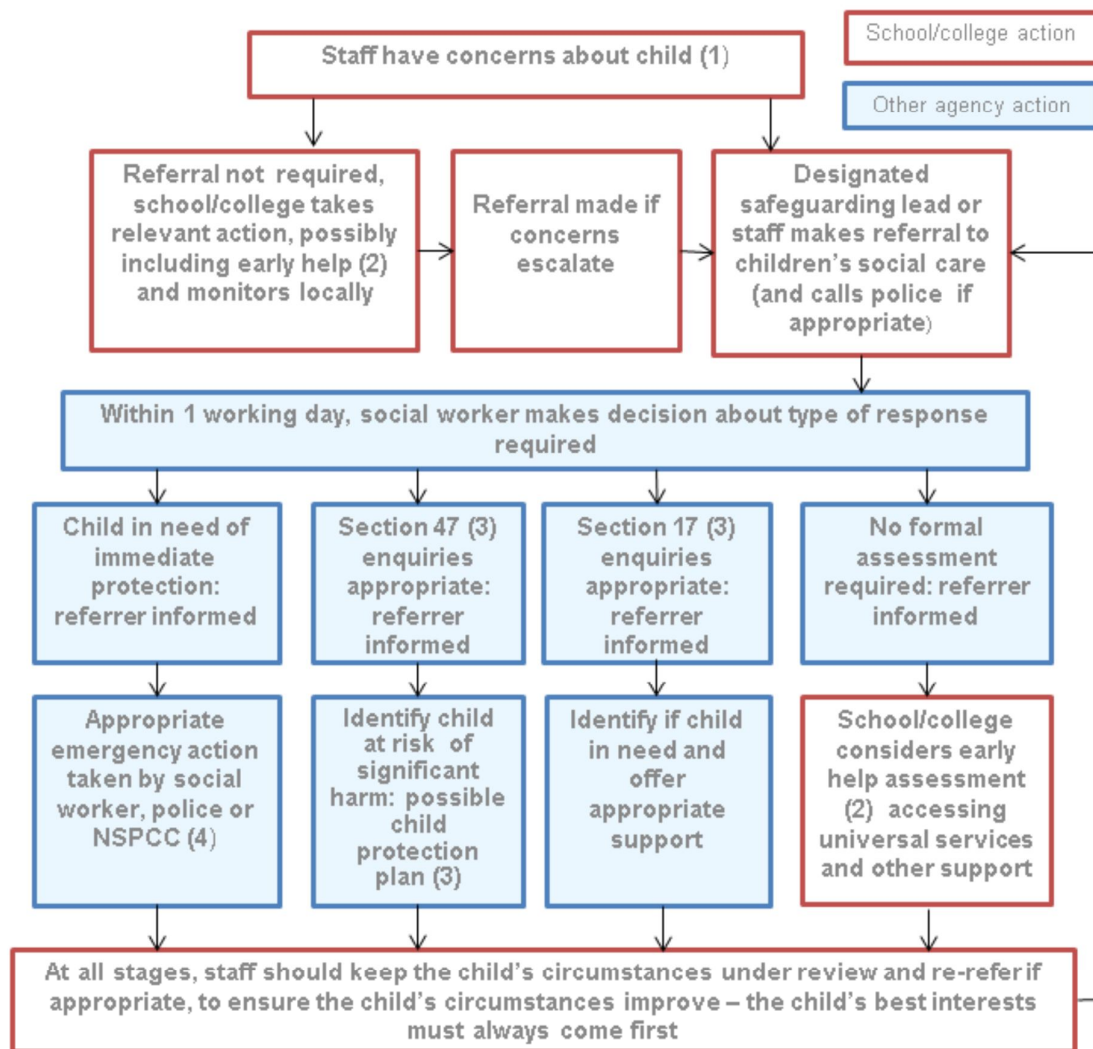 School/college action
Staff have concerns about child (1)
Other agency action
Referral not required,
school/college takes
relevant action, possibly
including early help (2)
and monitors locally
Referral made if
concerns
escalate
Designated
safeguarding lead or
staff makes referral to
children's social care
(and calls police if
appropriate)
Within 1 working day, social worker makes decision about type of response
required
Child in need of
immediate
protection:
referrer informed
Section 47 (3)
enquiries
appropriate:
referrer
informed
Section 17 (3)
enquiries
appropriate:
referrer
informed
No formal
assessment
required: referrer
informed
Appropriate
emergency action
taken by social
worker, police or
NSPCC (4)
Identify child
at risk of
significant
harm: possible
child
protection
plan (3)
Identify if child
in need and
offer
appropriate
support
School/college
considers early
help assessment
(2) accessing
universal services
and other support
At all stages, staff should keep the child's circumstances under review and re-refer if
appropriate, to ensure the child's circumstances improve – the child's best interests
must always come first